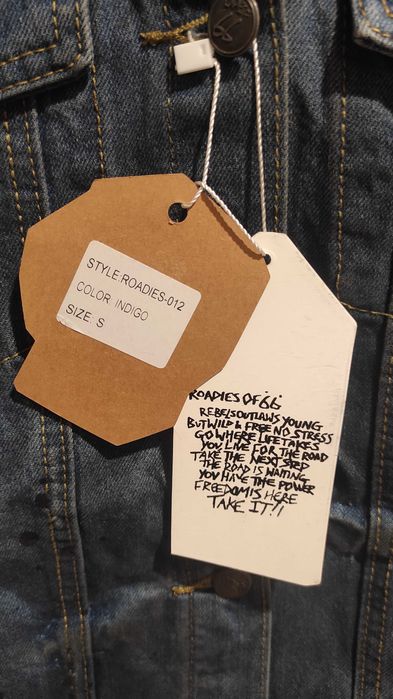 STYLE:ROADIES-012
COLOR: INDIGO
SIZE: S
ROADIES OF 66
REBELS OUTLAWS YOUNG
BUT WILD & FREE NO STRESS
GO WHERE LIFE TAKES
YOU LIVE FOR THE ROAD
TAKE THE NEXT STEP
THE ROAD IS WAITING
YOU HAVE THE POWER
FREEDOM IS HERE
TAKE IT!!